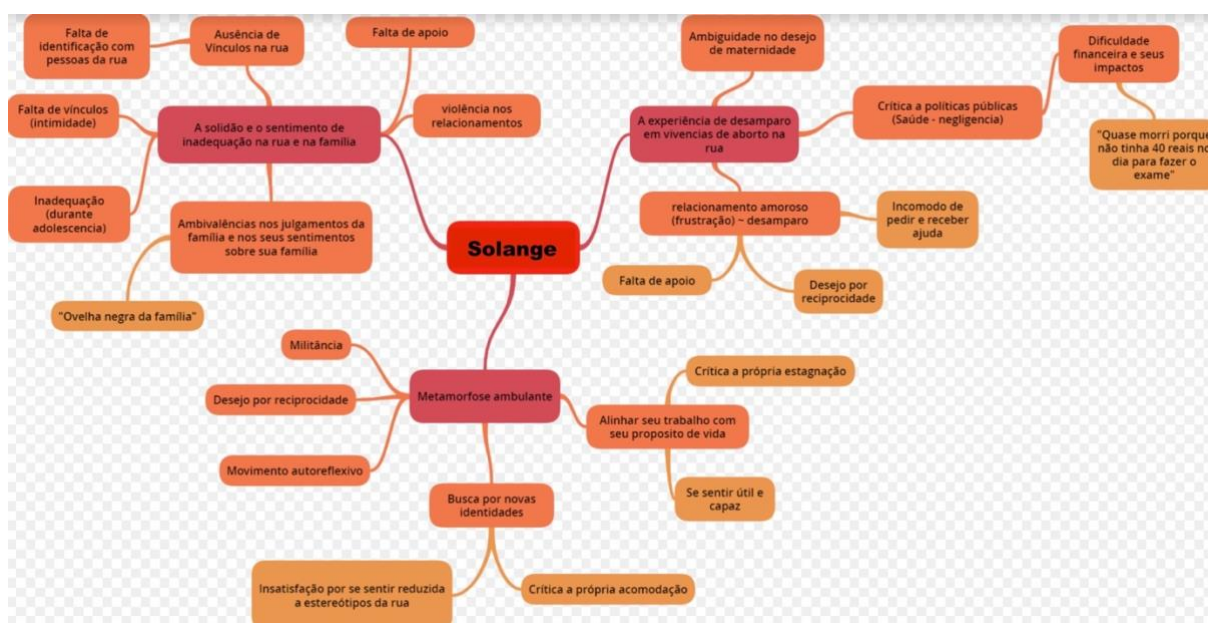 Falta de
identificação com
pessoas da rua
Ausência de
Vínculos na rua
Falta de apoio
Falta de vínculos
(intimidade)
A solidão e o sentimento de
inadequação na rua e na família
violência nos
relacionamentos
Inadequação
(durante
adolescencia)
Ambivalências nos julgamentos da
família e nos seus sentimentos
sobre sua família
"Ovelha negra da família"
Solange
Ambiguidade no desejo
de maternidade
A experiência de desamparo
em vivencias de aborto na
rua
Crítica a políticas públicas
(Saúde - negligencia)
Dificuldade
financeira e seus
impactos
"Quase morri porque
não tinha 40 reais no
dia para fazer o
exame"
relacionamento amoroso
(frustração) ~ desamparo
Incomodo de
pedir e receber
ajuda
Falta de apoio
Desejo por
reciprocidade
Militância
Desejo por reciprocidade
Movimento autoreflexivo
Metamorfose ambulante
Crítica a própria estagnação
Alinhar seu trabalho com
seu proposito de vida
Se sentir útil e
capaz
Busca por novas
identidades
Insatisfação por se sentir reduzida
a estereótipos da rua
Crítica a própria acomodação